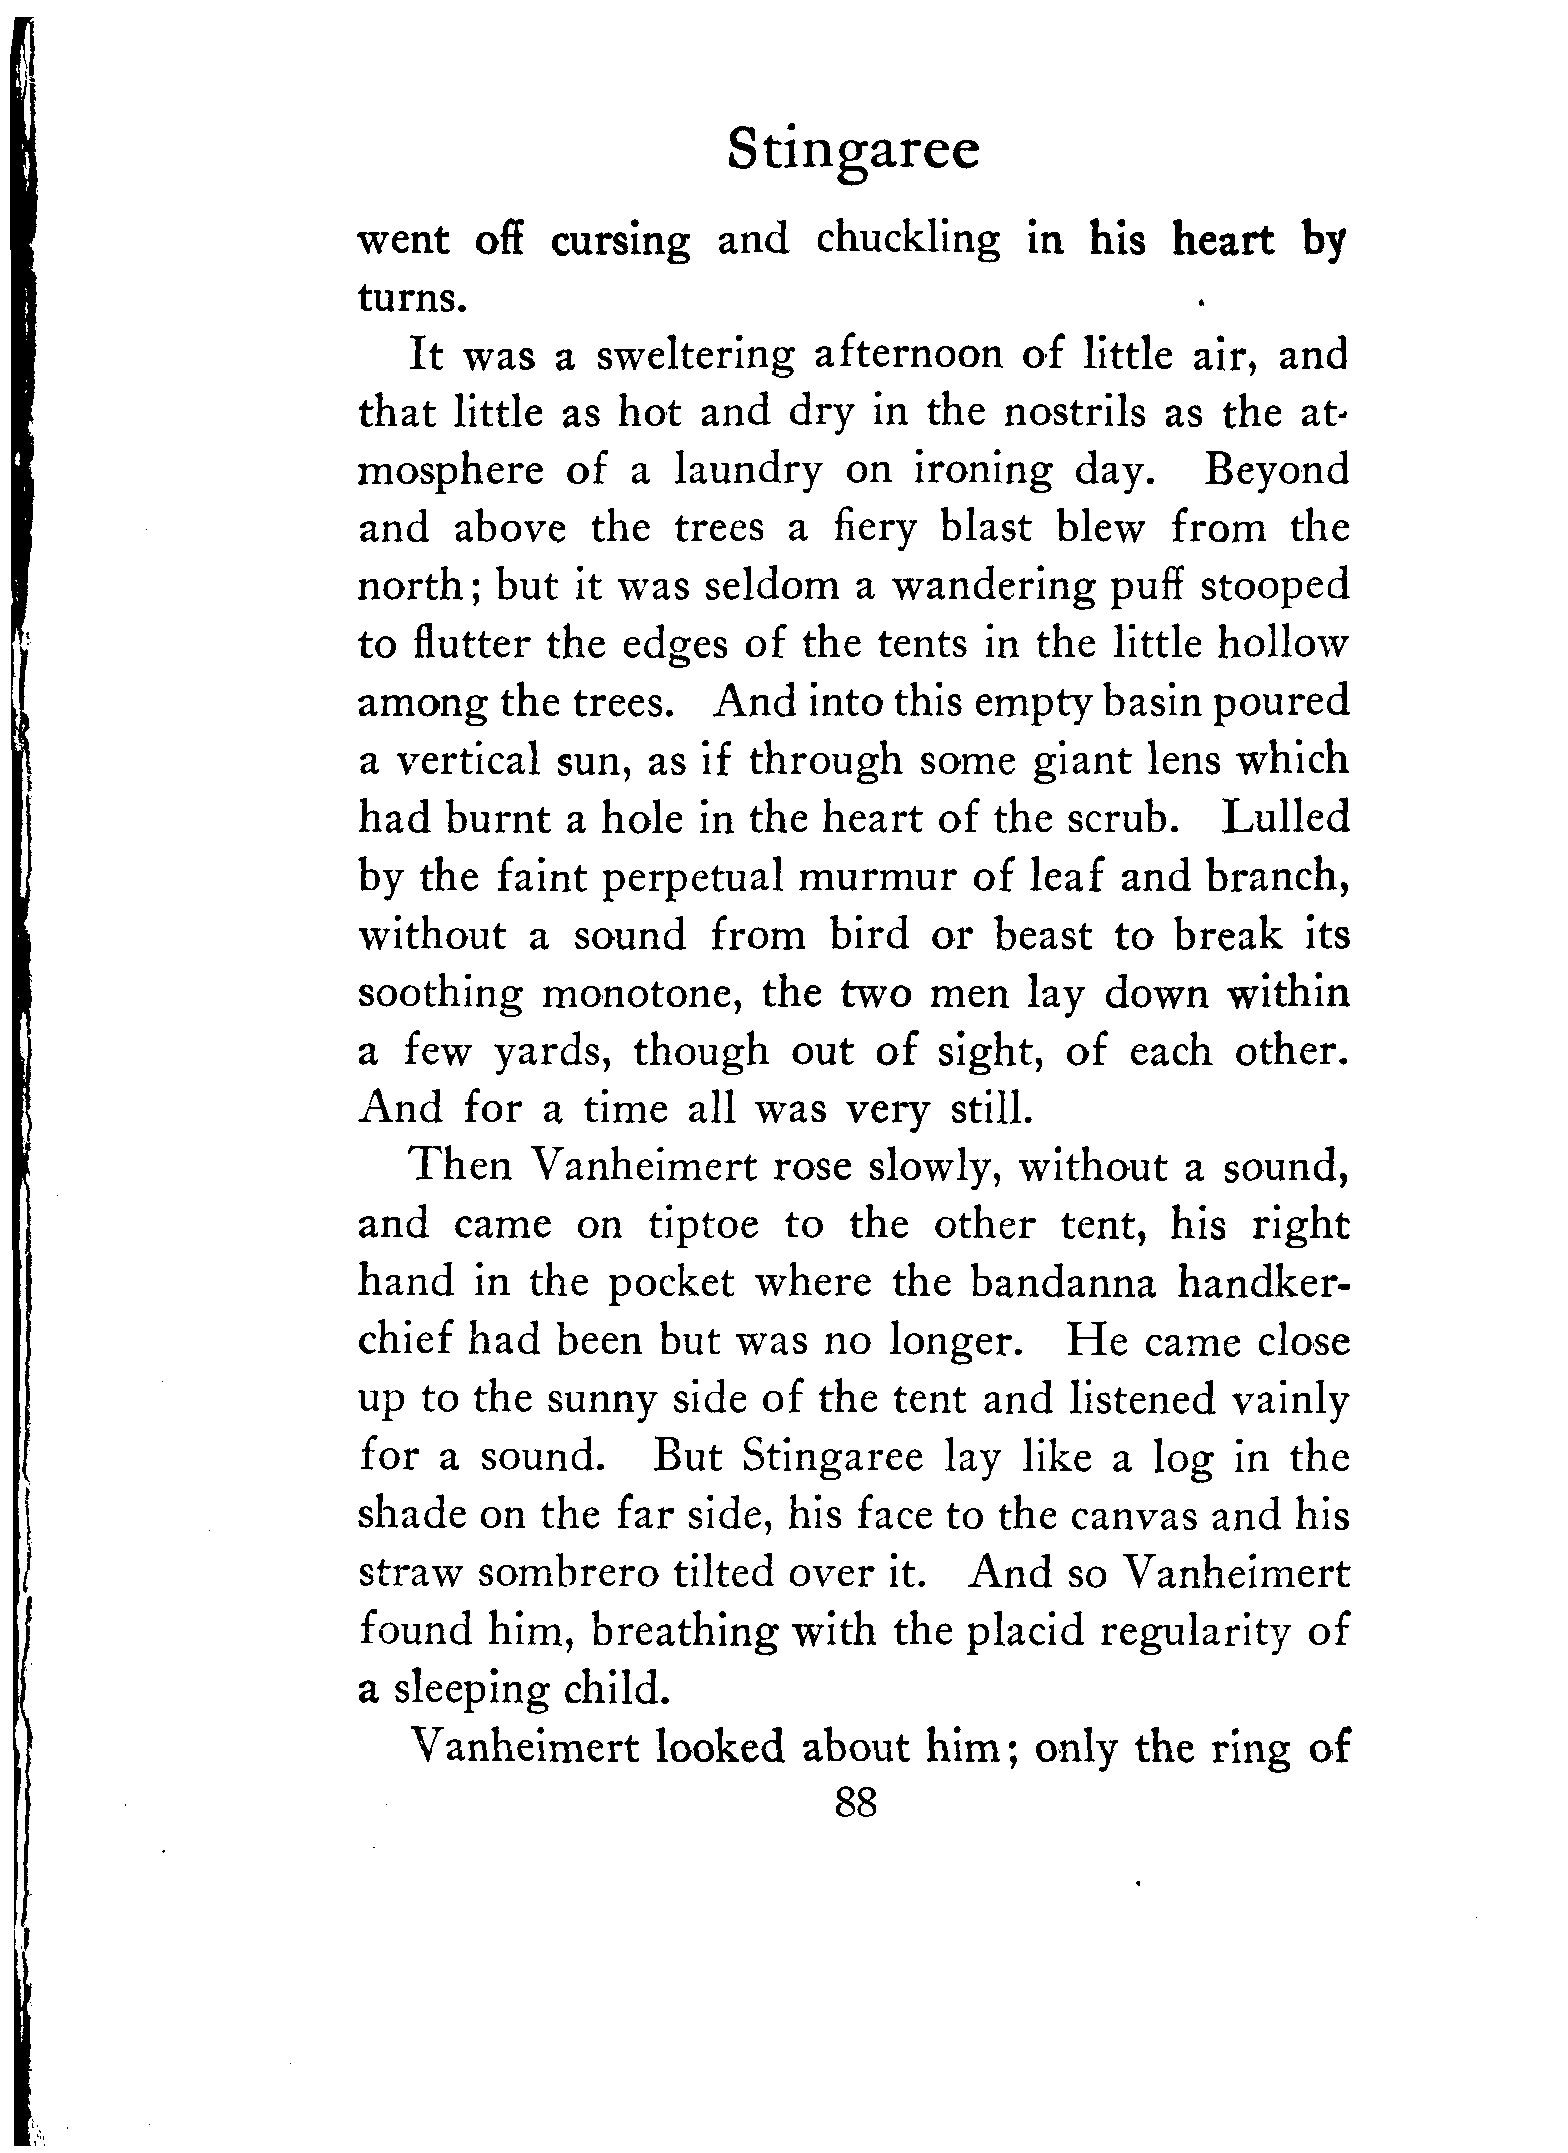 Stingaree
went off cursing and chuckling in his heart by
turns.
It was a sweltering afternoon of little air, and
that little as hot and dry in the nostrils as the at-
mosphere of a laundry on ironing day. Beyond
and above the trees a fiery blast blew from the
north; but it was seldom a wandering puff stooped
to flutter the edges of the tents in the little hollow
among the trees. And into this empty basin poured
a vertical sun, as if through some giant lens which
had burnt a hole in the heart of the scrub. Lulled
by the faint perpetual murmur of leaf and branch,
without a sound from bird or beast to break its
soothing monotone, the two men lay down within
a few yards, though out of sight, of each other.
And for a time all was very still.
Then Vanheimert rose slowly, without a sound,
and came on tiptoe to the other tent, his right
hand in the pocket where the bandanna handker-
chief had been but was no longer. He came close
up to the sunny side of the tent and listened vainly
for a sound. But Stingaree lay like a log in the
shade on the far side, his face to the canvas and his
straw sombrero tilted over it. And so Vanheimert
found him, breathing with the placid regularity of
a sleeping child.
Vanheimert looked about him; only the ring of
88